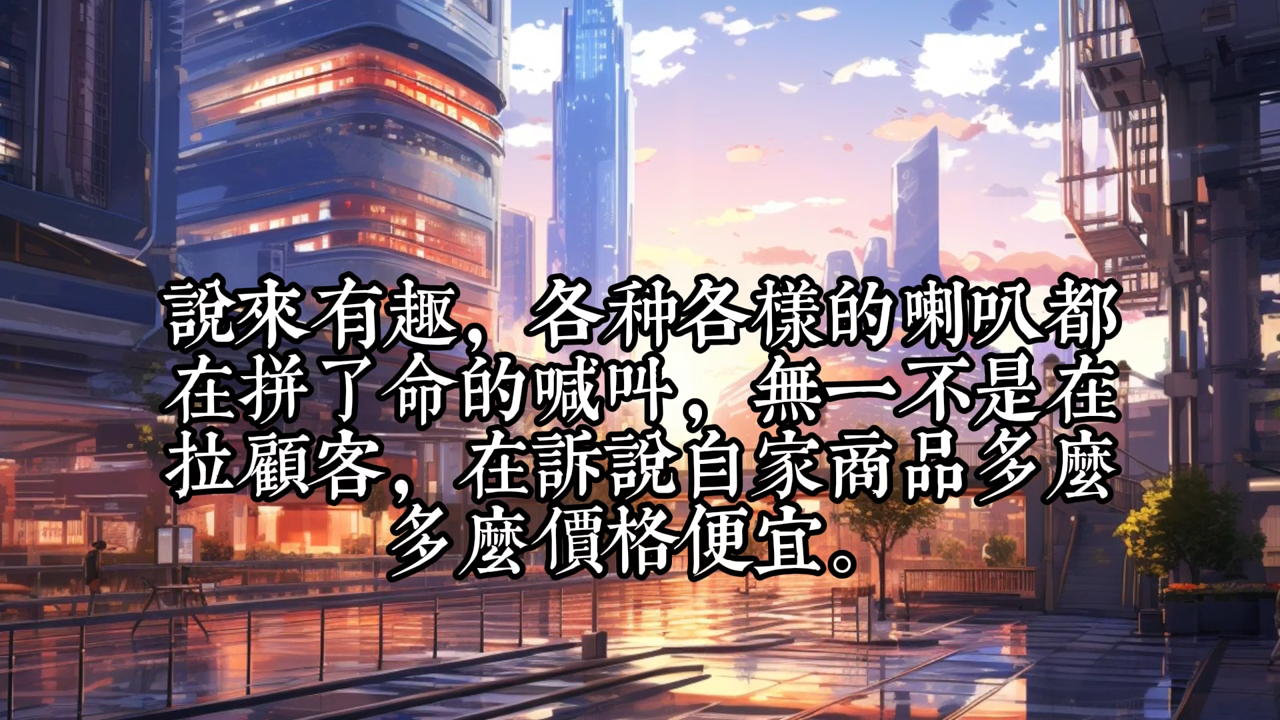 說來有趣，各种各樣的喇叭都
在拼了命的喊叫，無一不是在
拉顧客，在訴說自家商品多麼
多麼價格便宜。